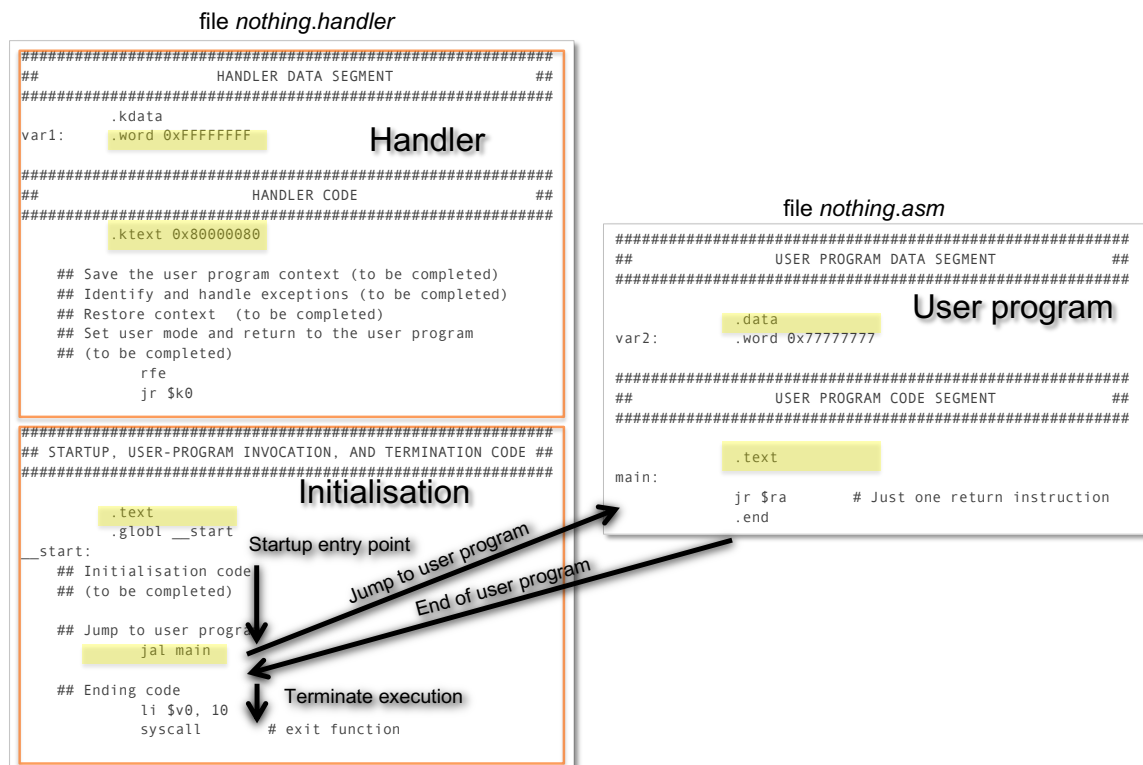 file nothing.handler
############################################################
## HANDLER DATA SEGMENT ##
############################################################
.kdata
var1: .word 0xFFFFFFFF
Handler
############################################################
## HANDLER CODE ##
############################################################
.ktext 0x80000080
## Save the user program context (to be completed)
## Identify and handle exceptions (to be completed)
## Restore context (to be completed)
## Set user mode and return to the user program
## (to be completed)
rfe
jr $k0
############################################################
## STARTUP, USER-PROGRAM INVOCATION, AND TERMINATION CODE ##
############################################################
Initialisation
.text
.globl __start
__start:
Startup entry point
## Initialisation code
## (to be completed)
## Jump to user progra
jal main
## Ending code
li $v0, 10
syscall # exit function
Terminate execution
Jump to user program
End of user program
file nothing.asm
############################################################
## USER PROGRAM DATA SEGMENT ##
############################################################
User program
.data
var2: .word 0x77777777
############################################################
## USER PROGRAM CODE SEGMENT ##
############################################################
.text
main:
jr $ra # Just one return instruction
.end